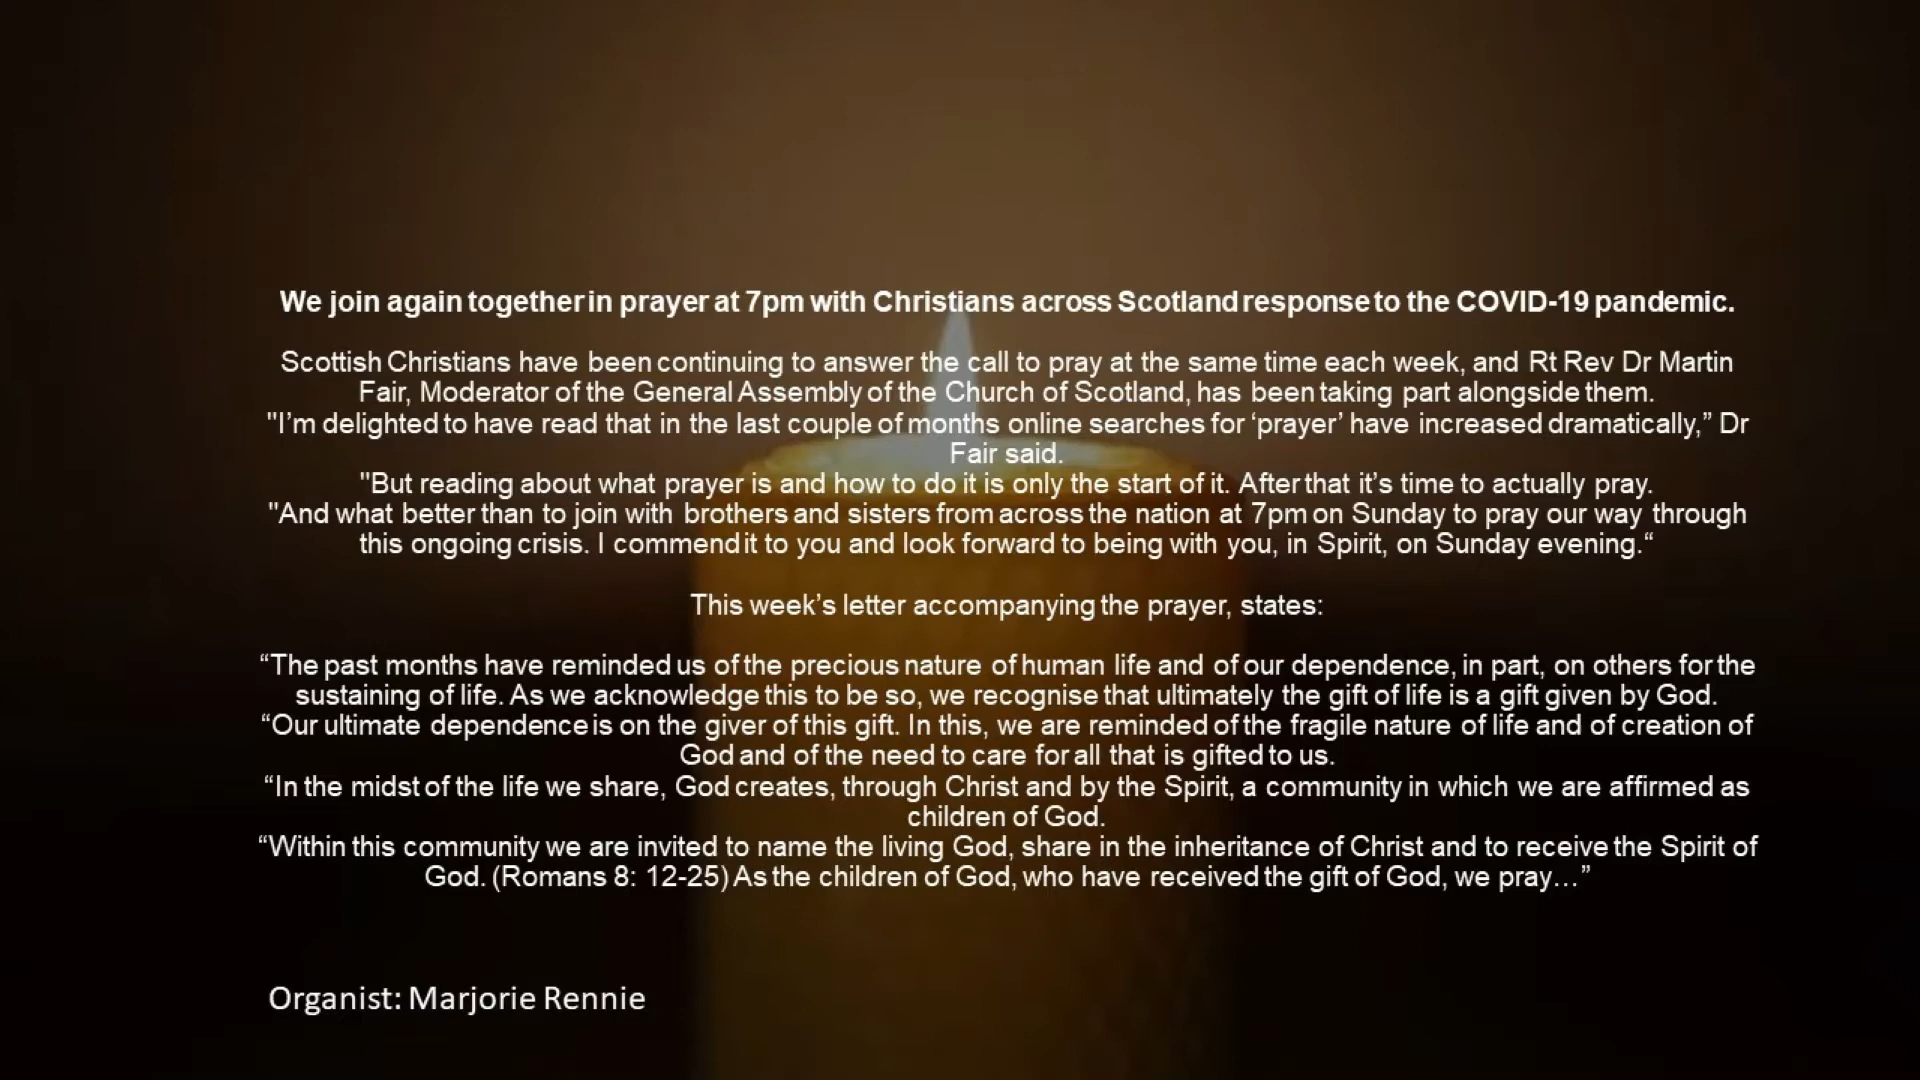 We join again together in prayer at 7pm with Christians across Scotland response to the COVID-19 pandemic.
Scottish Christians have been continuing to answer the call to pray at the same time each week, and Rt Rev Dr Martin
Fair, Moderator of the General Assembly of the Church of Scotland, has been taking part alongside them.
"I’m delighted to have read that in the last couple of months online searches for ‘prayer’ have increased dramatically,” Dr
Fair said.
"But reading about what prayer is and how to do it is only the start of it. After that it’s time to actually pray.
"And what better than to join with brothers and sisters from across the nation at 7pm on Sunday to pray our way through
this ongoing crisis. I commend it to you and look forward to being with you, in Spirit, on Sunday evening.“
This week’s letter accompanying the prayer, states:
“The past months have reminded us of the precious nature of human life and of our dependence, in part, on others for the
sustaining of life. As we acknowledge this to be so, we recognise that ultimately the gift of life is a gift given by God.
“Our ultimate dependence is on the giver of this gift. In this, we are reminded of the fragile nature of life and of creation of
God and of the need to care for all that is gifted to us.
“In the midst of the life we share, God creates, through Christ and by the Spirit, a community in which we are affirmed as
children of God.
“Within this community we are invited to name the living God, share in the inheritance of Christ and to receive the Spirit of
God. (Romans 8: 12-25) As the children of God, who have received the gift of God, we pray…”
Organist: Marjorie Rennie